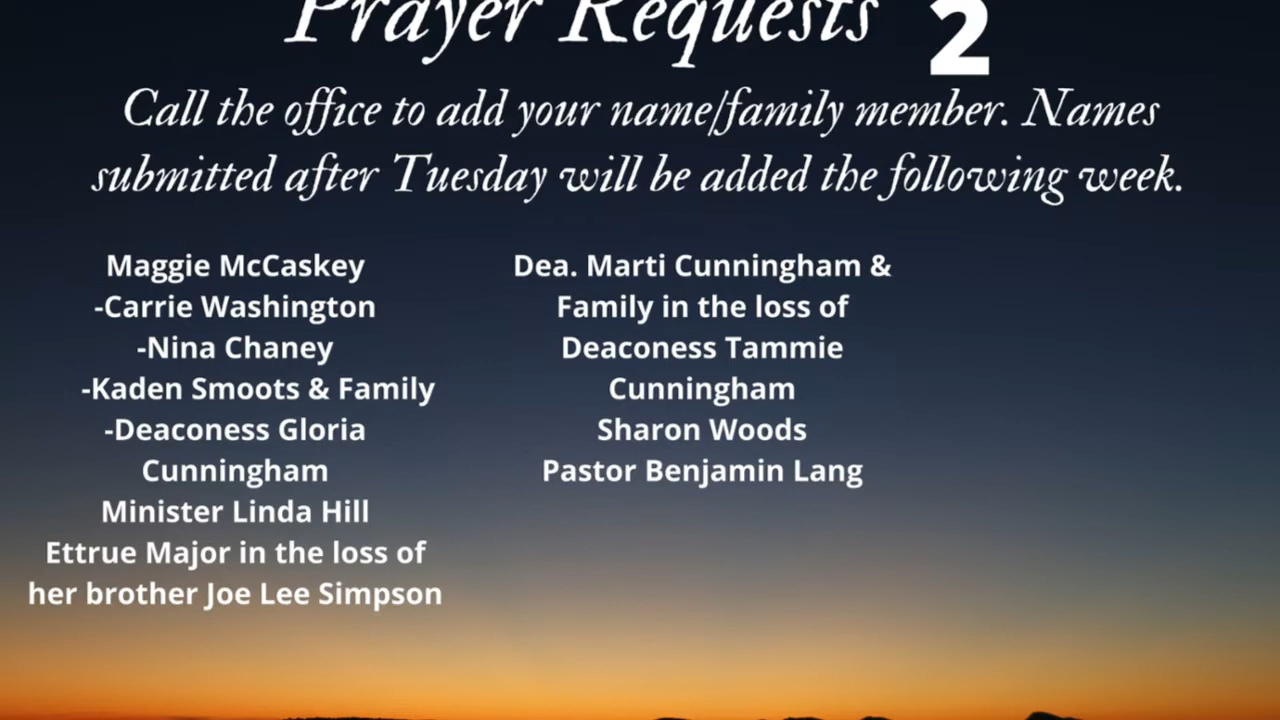 Prayer Requests 2
Call the office to add your name/family member. Names
submitted after Tuesday will be added the following week.
Maggie McCaskey
-Carrie Washington
-Nina Chaney
-Kaden Smoots & Family
-Deaconess Gloria
Cunningham
Minister Linda Hill
Ettrue Major in the loss of
her brother Joe Lee Simpson
Dea. Marti Cunningham &
Family in the loss of
Deaconess Tammie
Cunningham
Sharon Woods
Pastor Benjamin Lang